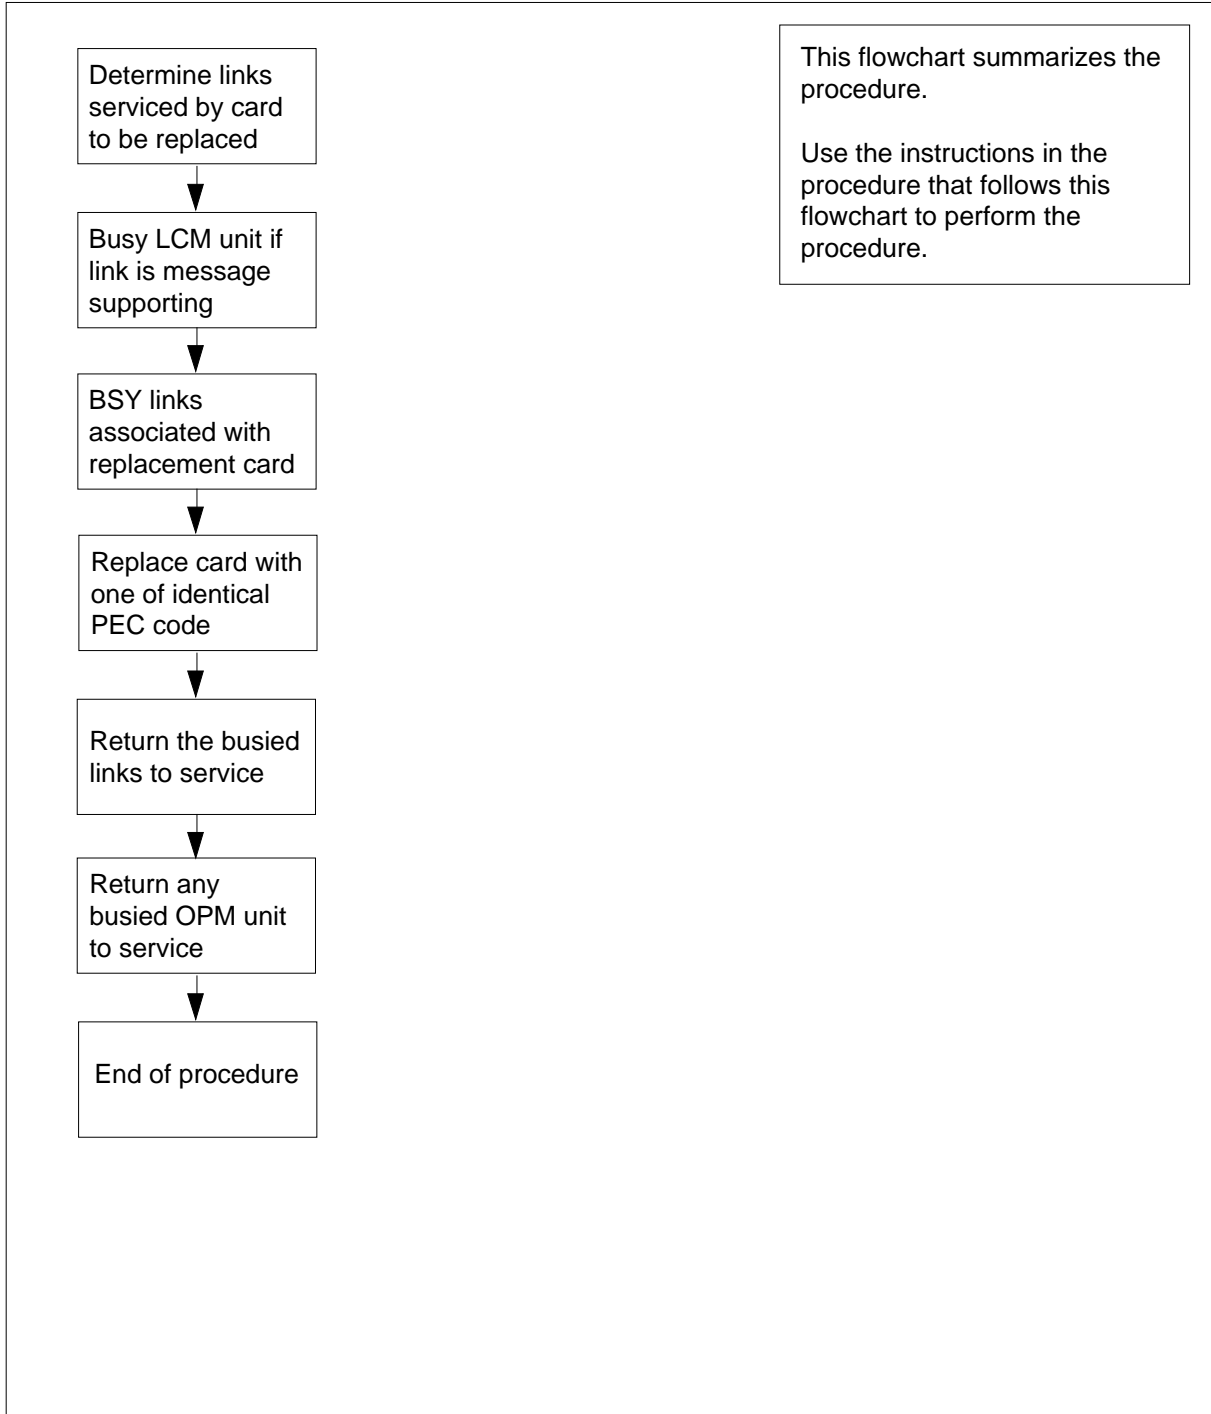 Determine links
serviced by card
to be replaced
Busy LCM unit if
link is message
supporting
BSY links
associated with
replacement card
Replace card with
one of identical
PEC code
Return the busied
links to service
Return any
busied OPM unit
to service
End of procedure
This flowchart summarizes the
procedure.
Use the instructions in the
procedure that follows this
flowchart to perform the
procedure.